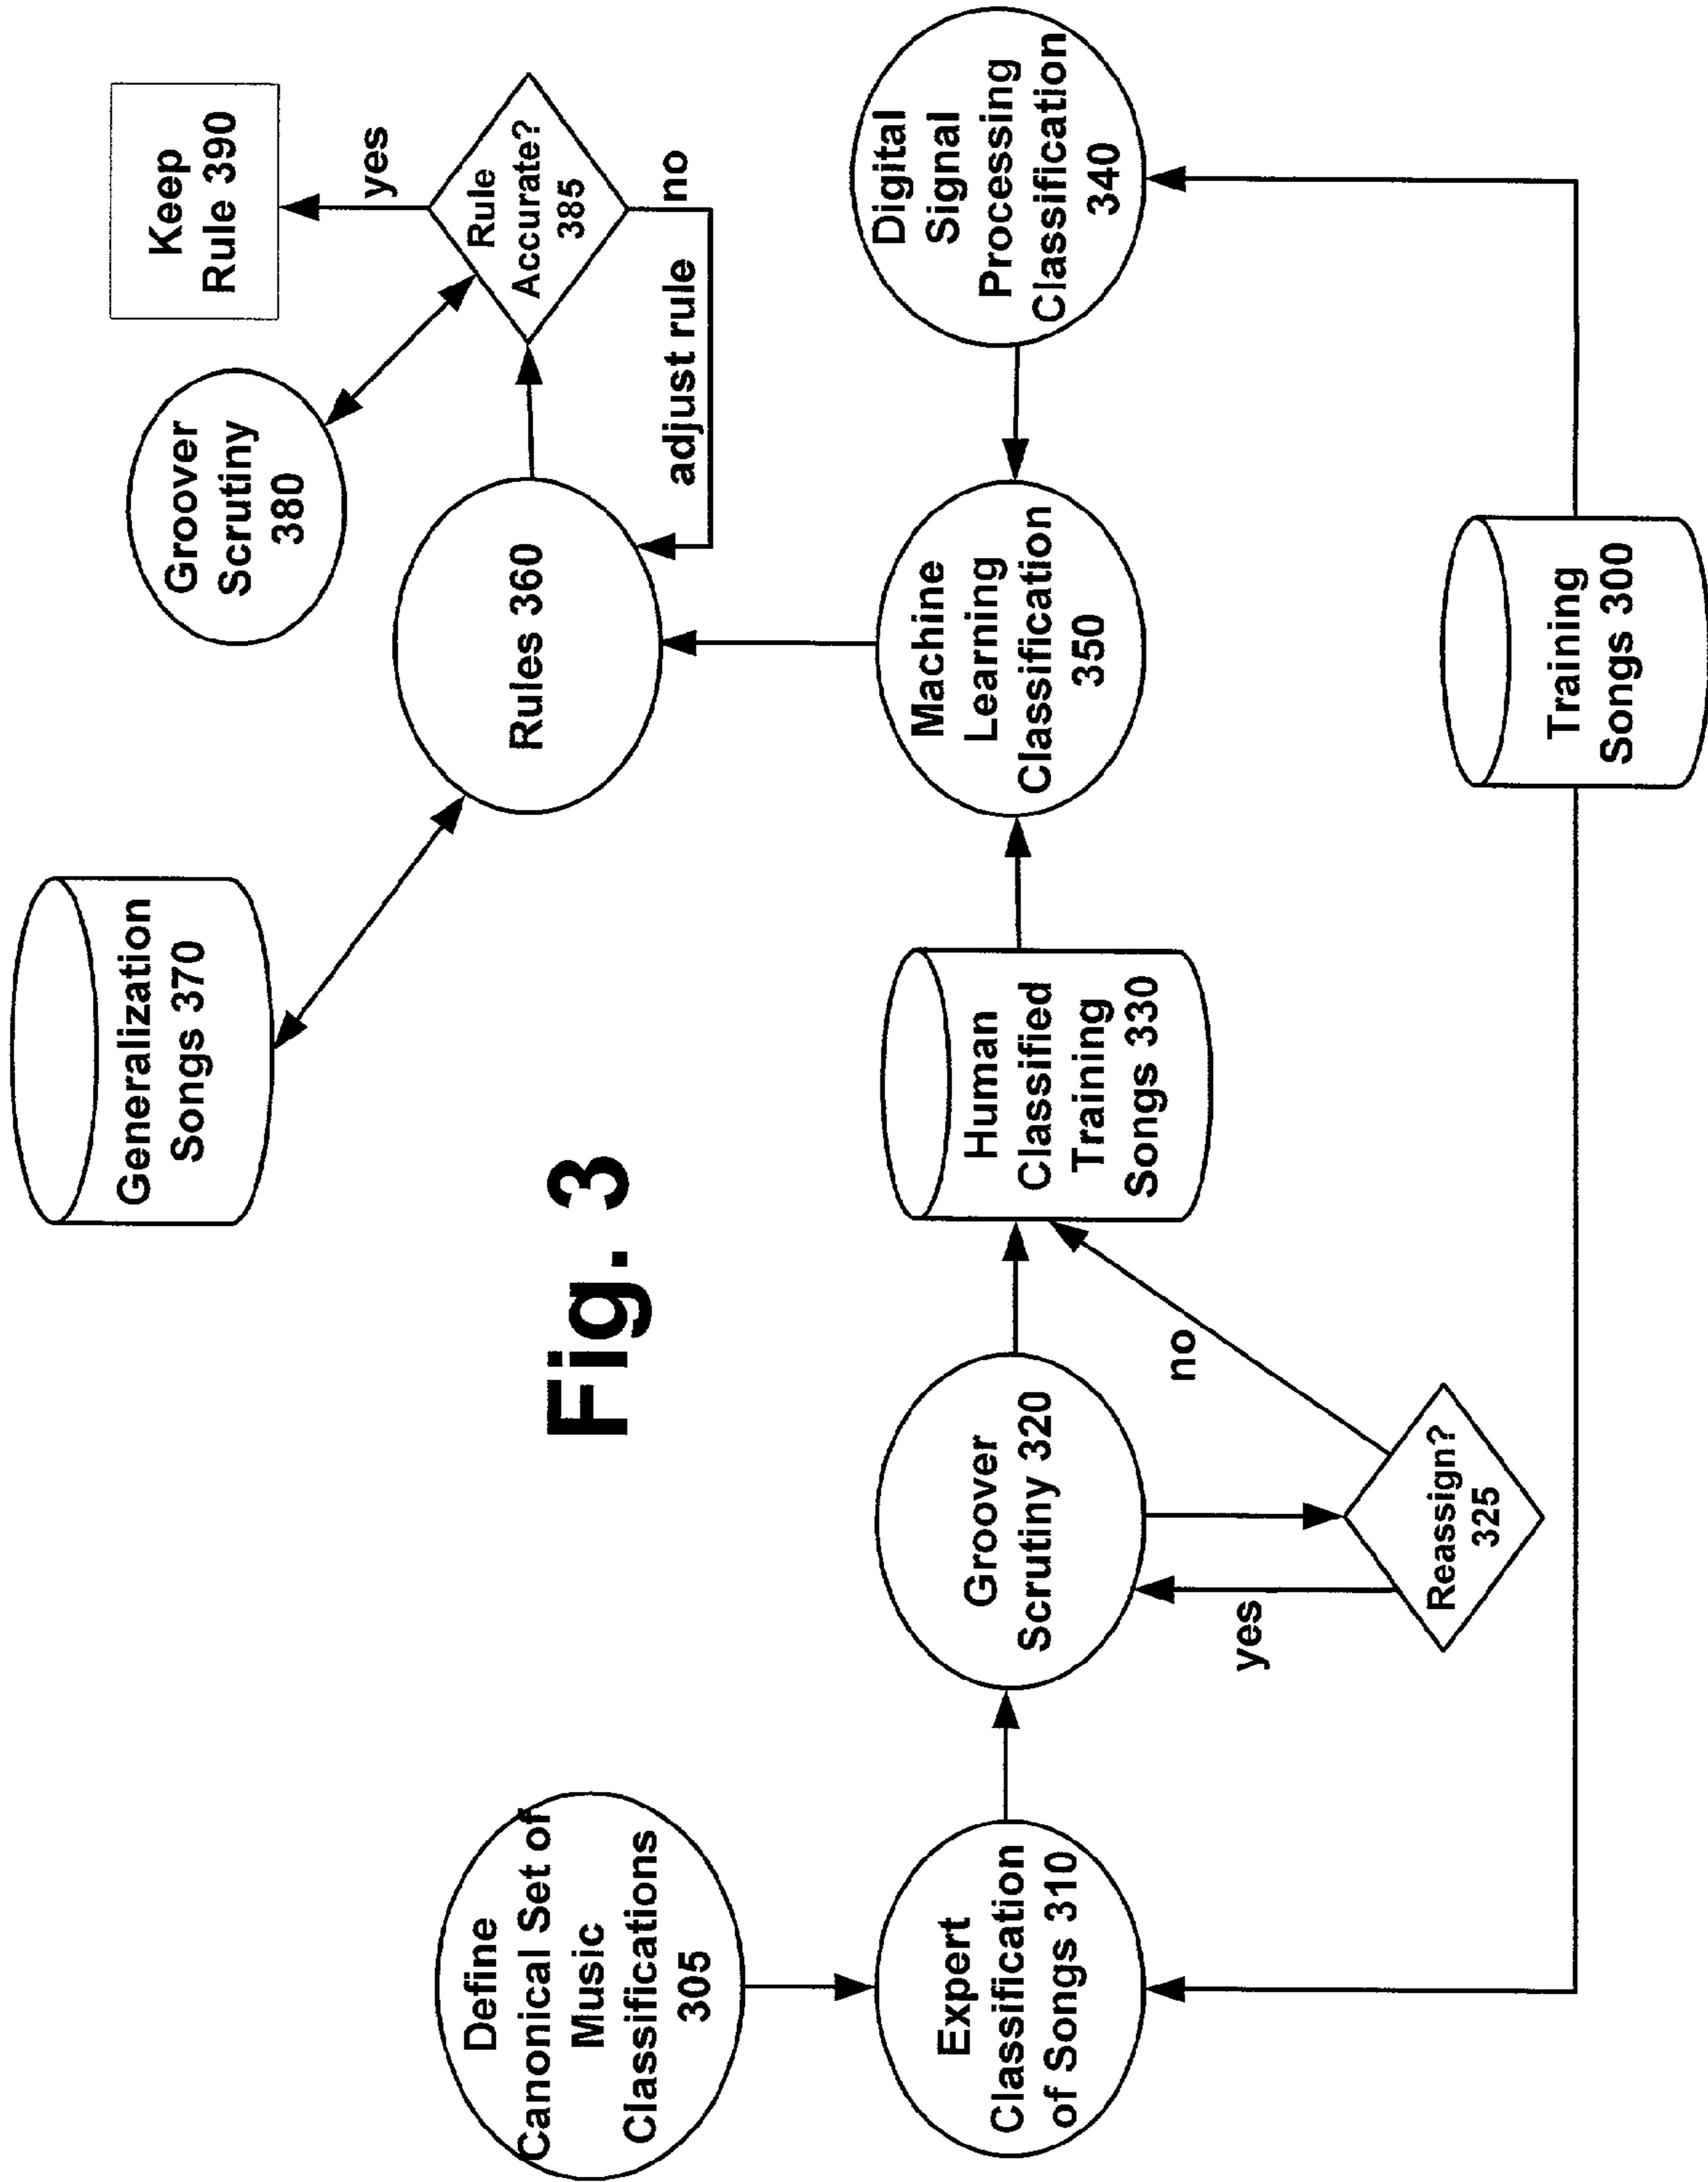 Generalization
Songs 370
Groover
Scrutiny
380
Keep
Rule 390
yes
Rule
Accurate?
385
no
adjust rule
Rules 360
Fig. 3
Define
Canonical Set of
Music
Classifications
305
Expert
Classification
of Songs 310
Groover
Scrutiny 320
yes
no
Reassign?
325
Human
Classified
Training
Songs 330
Machine
Learning
Classification
350
Digital
Signal
Processing
Classification
340
Training
Songs 300